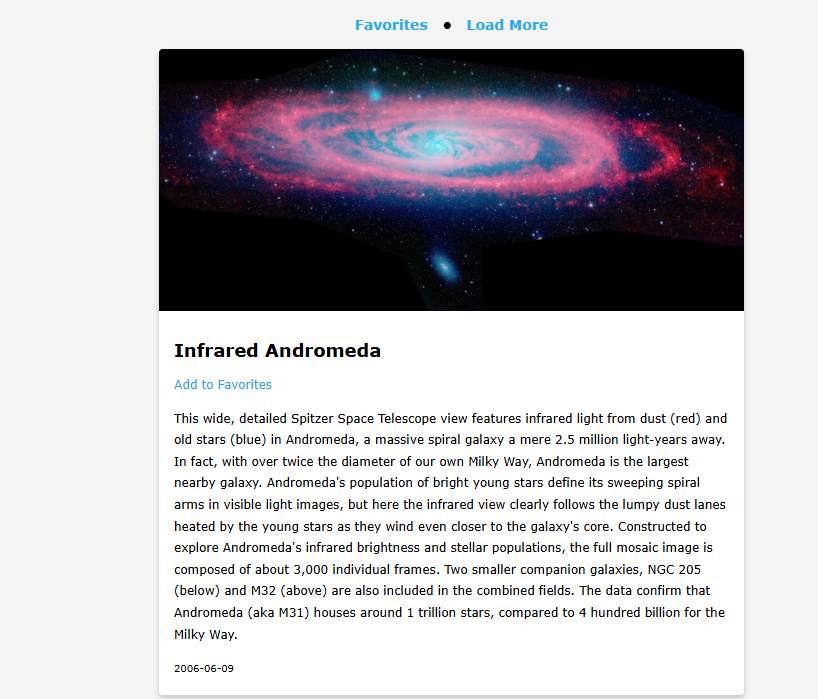 Favorites ● Load More
Infrared Andromeda
Add to Favorites
This wide, detailed Spitzer Space Telescope view features infrared light from dust (red) and
old stars (blue) in Andromeda, a massive spiral galaxy a mere 2.5 million light-years away.
In fact, with over twice the diameter of our own Milky Way, Andromeda is the largest
nearby galaxy. Andromeda's population of bright young stars define its sweeping spiral
arms in visible light images, but here the infrared view clearly follows the lumpy dust lanes
heated by the young stars as they wind even closer to the galaxy's core. Constructed to
explore Andromeda's infrared brightness and stellar populations, the full mosaic image is
composed of about 3,000 individual frames. Two smaller companion galaxies, NGC 205
(below) and M32 (above) are also included in the combined fields. The data confirm that
Andromeda (aka M31) houses around 1 trillion stars, compared to 4 hundred billion for the
Milky Way.
2006-06-09